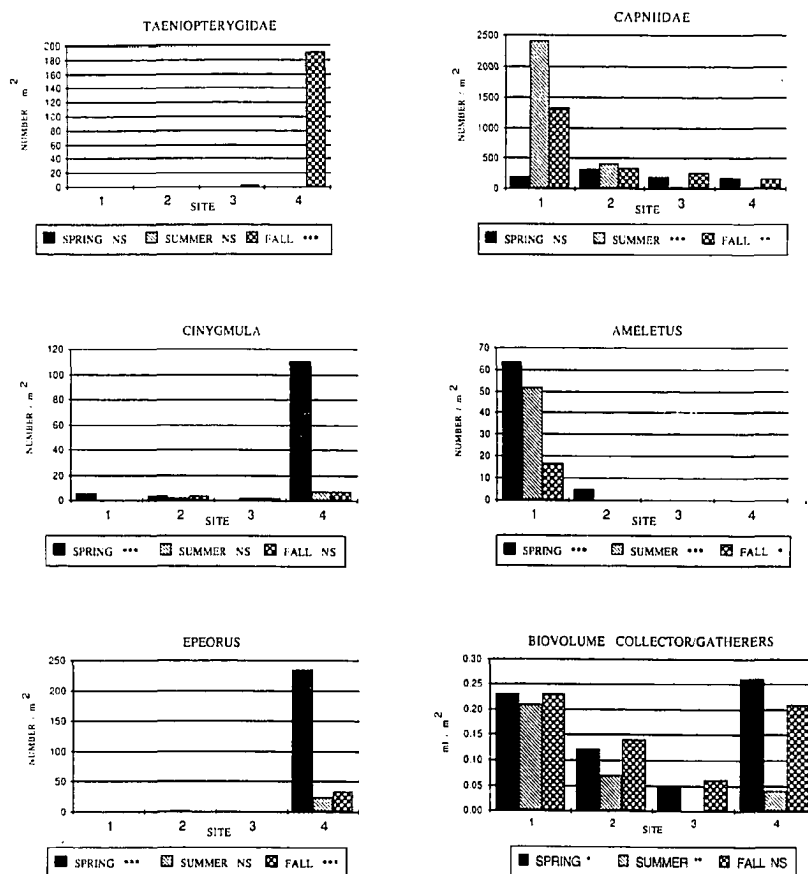 TAENIOPTERYGIDAE
NUMBER . m2
200
180
160
140
120
100
80
60
40
20
0
1 2 3 4
SITE
SPRING NS SUMMER NS FALL •••
CAPNIIDAE
NUMBER / m2
2500
2000
1500
1000
500
0
1 2 3 4
SITE
SPRING NS SUMMER ••• FALL ••
CINYGMULA
NUMBER . m2
120
100
80
60
40
20
0
1 2 3 4
SITE
SPRING ••• SUMMER NS FALL NS
AMELETUS
NUMBER / m2
70
60
50
40
30
20
10
0
1 2 3 4
SITE
SPRING ••• SUMMER ••• FALL •
EPEORUS
NUMBER . m2
250
200
150
100
50
0
1 2 3 4
SITE
SPRING ••• SUMMER NS FALL •••
BIOVOLUME COLLECTOR/GATHERERS
ml . m2
0.30
0.25
0.20
0.15
0.10
0.05
0.00
1 2 3 4
SITE
SPRING * SUMMER ** FALL NS